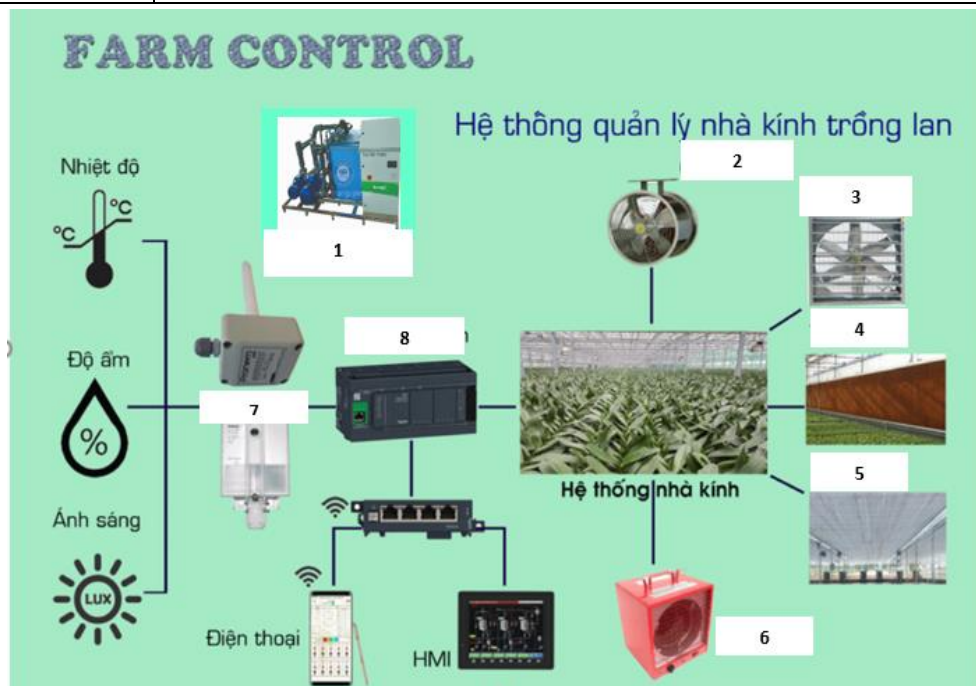 FARM CONTROL
Hệ thống quản lý nhà kính trồng lan
Nhiệt độ
°C
°C
1
2
3
4
5
6
7
8
Độ ẩm
%
Ánh sáng
LUX
Hệ thống nhà kính
Điện thoại
HMI